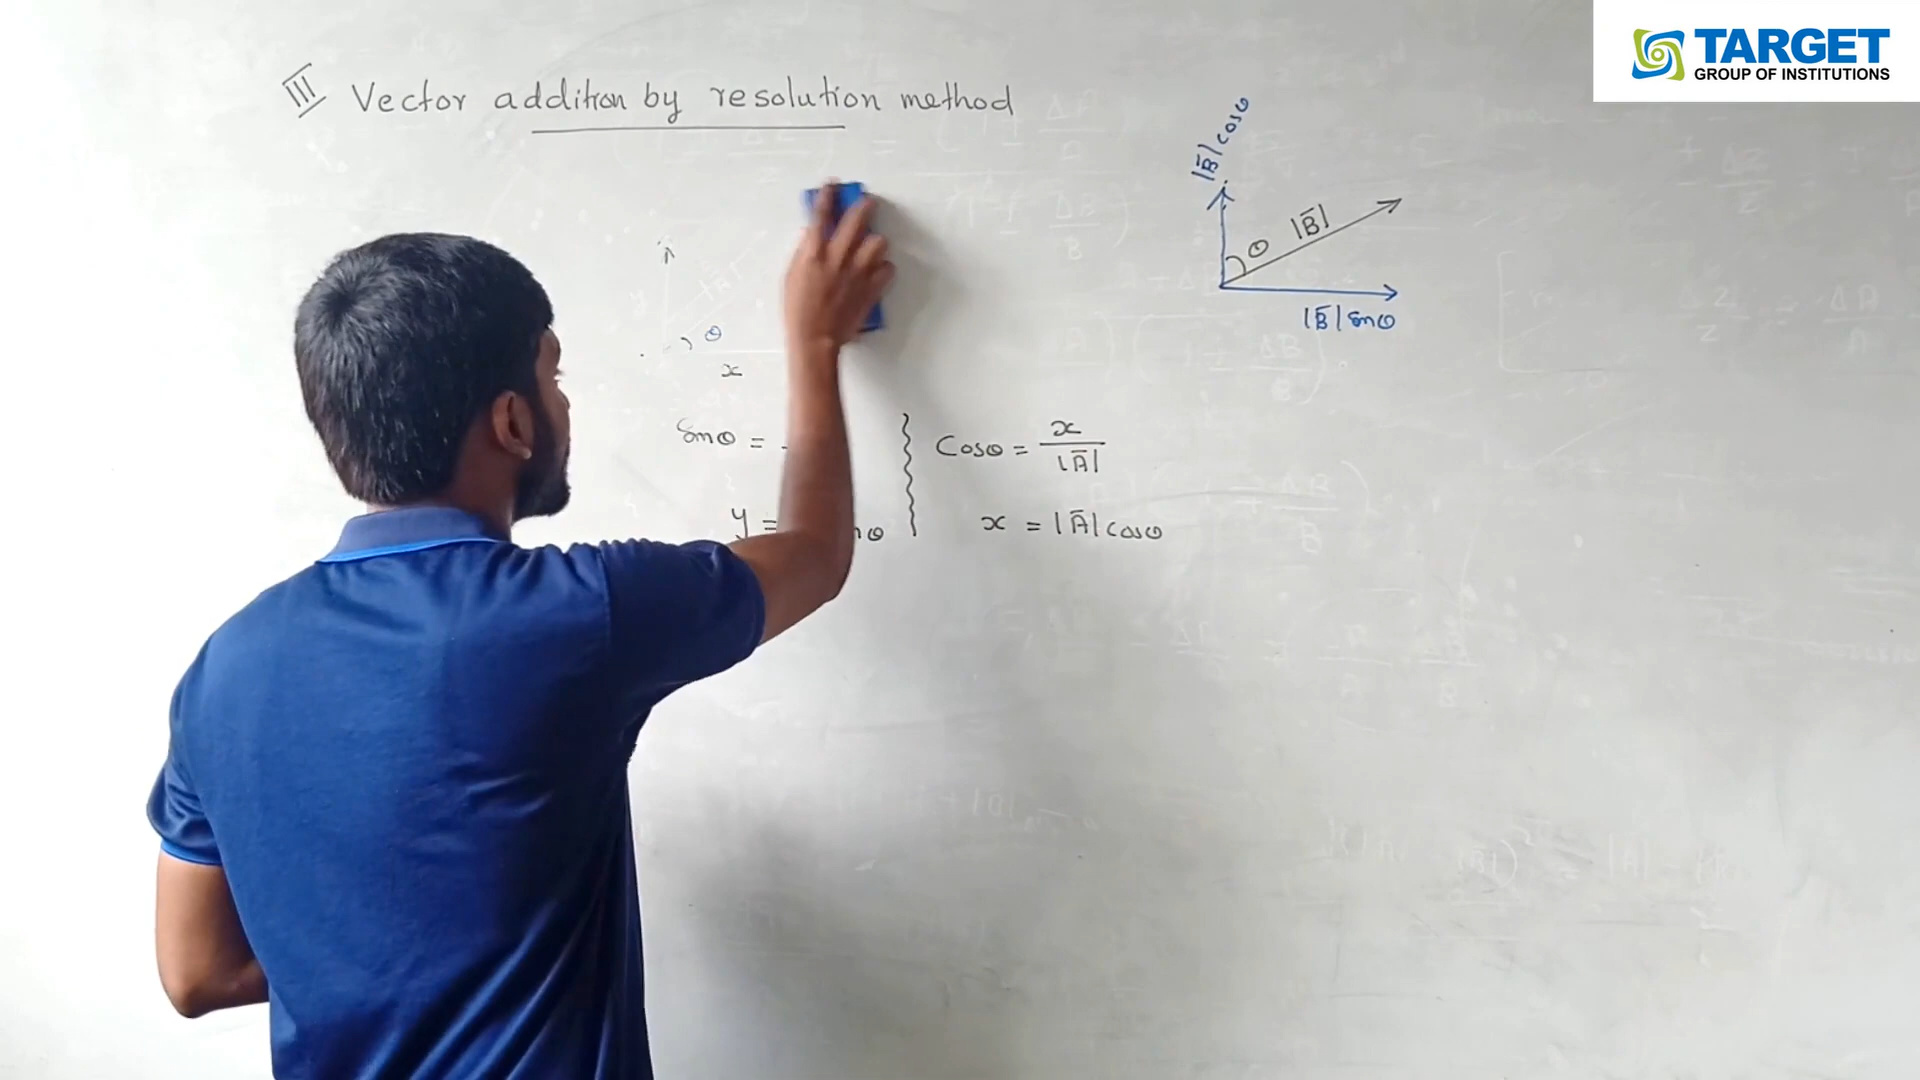 TARGET
GROUP OF INSTITUTIONS
III Vector addition by resolution method
|B̄| cosθ
θ |B̄|
|B̄| sinθ
θ
x
Sinθ =
Cosθ = x / |Ā|
y =
θ
x = |Ā| cosθ